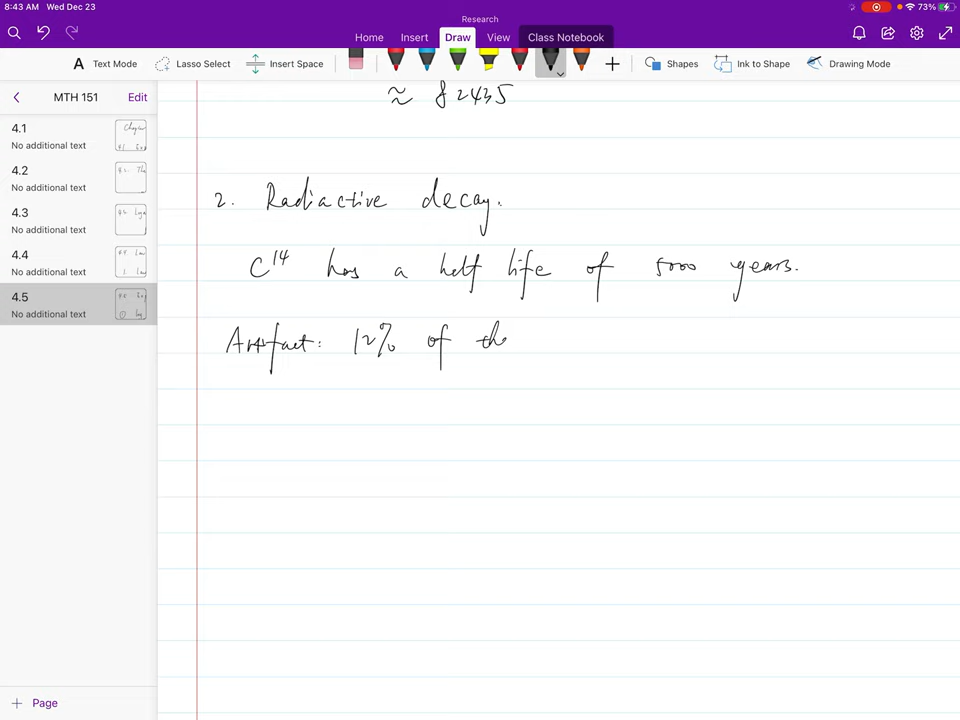 8:43 AM Wed Dec 23
73%
Research
Home Insert Draw View Class Notebook
Text Mode Lasso Select Insert Space Shapes Ink to Shape Drawing Mode
MTH 151 Edit
4.1
No additional text
4.2
No additional text
4.3
No additional text
4.4
No additional text
4.5
No additional text
Page
≈ 82435
2. Radiactive decay.
C¹⁴ has a half life of 5000 years.
Artifact: 12% of the